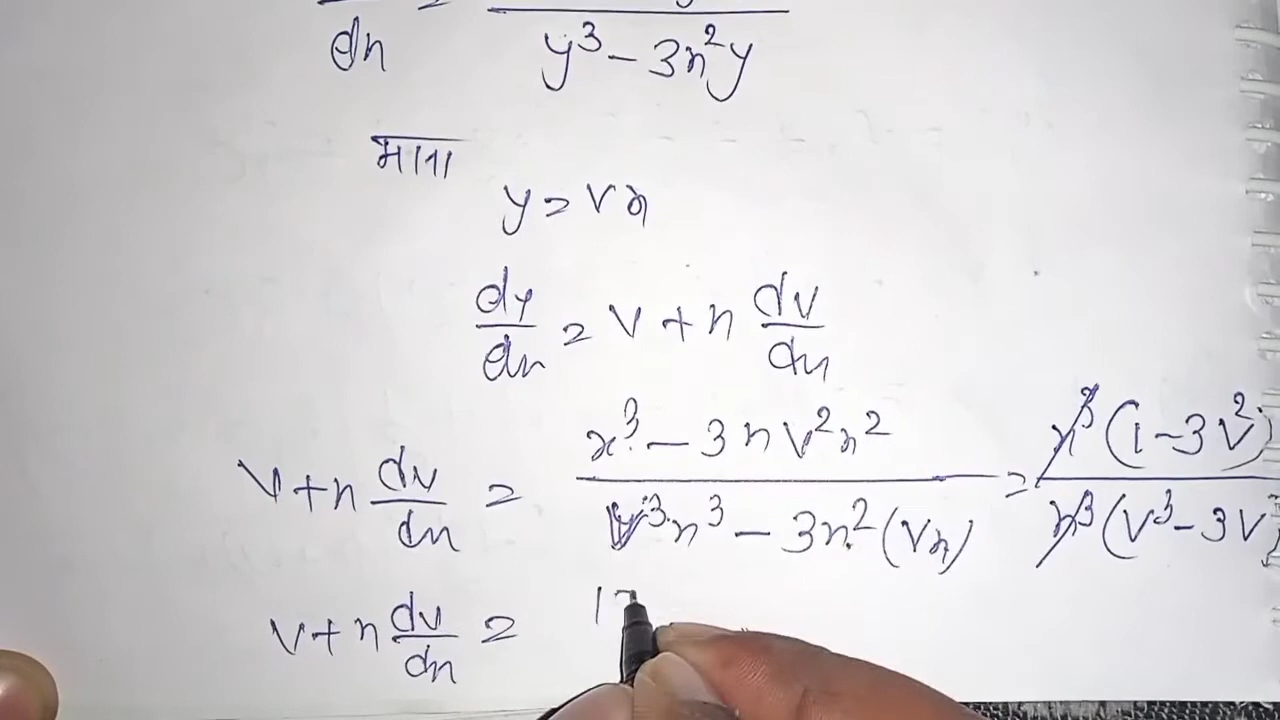 dx
y³ - 3x²y
माना
y = vx
dy/dx = v + x dv/dx
v + x dv/dx = (x³ - 3xv²x²)/(v³x³ - 3x²(vx)) = x³(1 - 3v²)/x³(v³ - 3v)
v + x dv/dx = 1